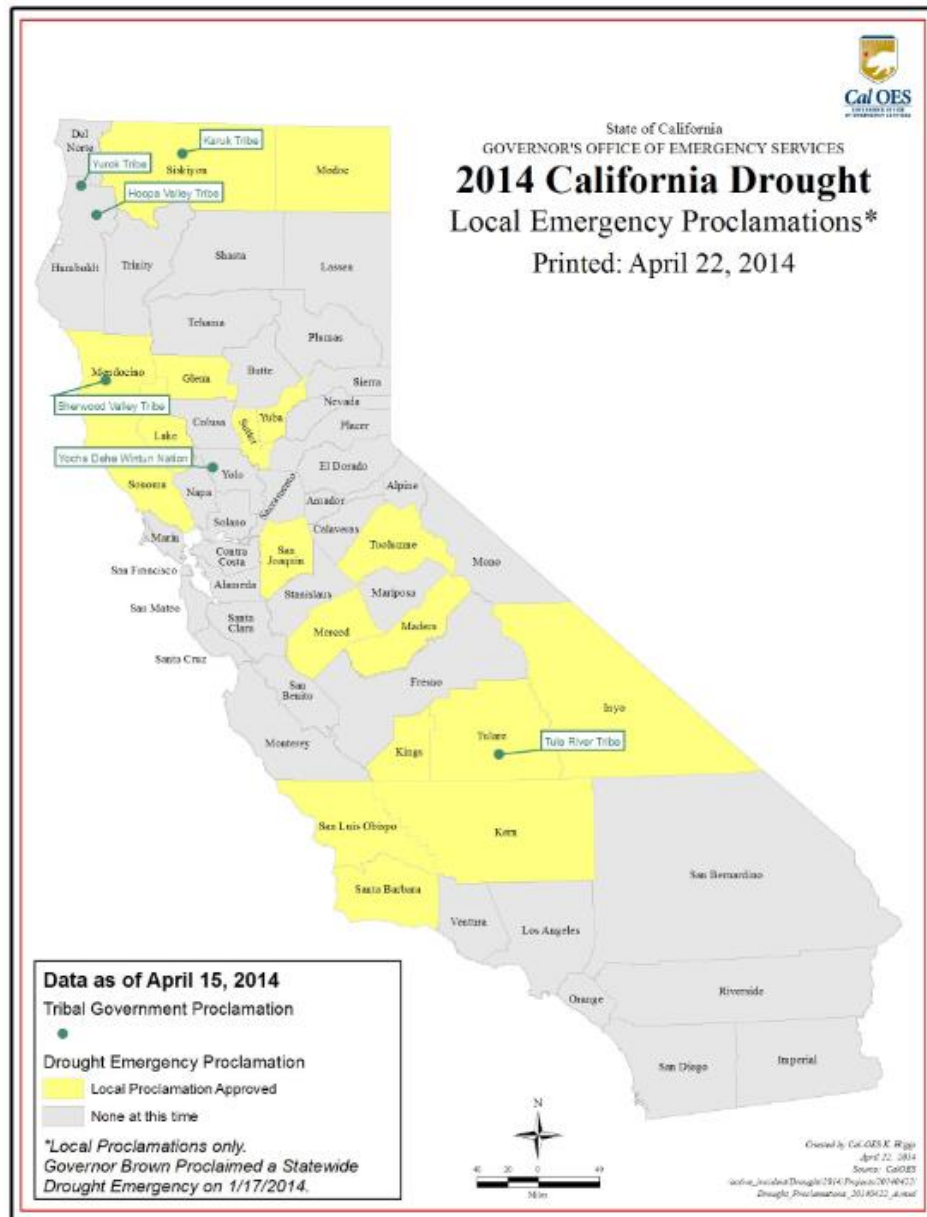 Cal OES
State of California
GOVERNOR'S OFFICE OF EMERGENCY SERVICES
2014 California Drought
Local Emergency Proclamations*
Printed: April 22, 2014
Del
Norte
Karuk Tribe
Yurok Tribe
Siskiyou
Modoc
Hoopa Valley Tribe
Humboldt
Trinity
Shasta
Lassen
Tehama
Plumas
Mendocino
Glenn
Butte
Sierra
Sherwood Valley Tribe
Nevada
Colusa
Sutter
Yuba
Placer
Lake
Yocha Dehe Wintun Nation
Yolo
El Dorado
Sonoma
Napa
Sacramento
Alpine
Amador
Solano
Calaveras
Marin
Contra
Costa
San
Joaquin
Tuolumne
Mono
San Francisco
Alameda
Stanislaus
Mariposa
San Mateo
Santa
Clara
Merced
Madera
Santa Cruz
San
Benito
Fresno
Inyo
Monterey
Kings
Tulare
Tule River Tribe
San Luis Obispo
Kern
San Bernardino
Santa Barbara
Ventura
Los Angeles
Orange
Riverside
San Diego
Imperial
Data as of April 15, 2014
Tribal Government Proclamation
Drought Emergency Proclamation
Local Proclamation Approved
None at this time
*Local Proclamations only.
Governor Brown Proclaimed a Statewide
Drought Emergency on 1/17/2014.
N
40 20 0 40
Miles
Created by Cal OES K. Higgs
April 22, 2014
Source: CalOES